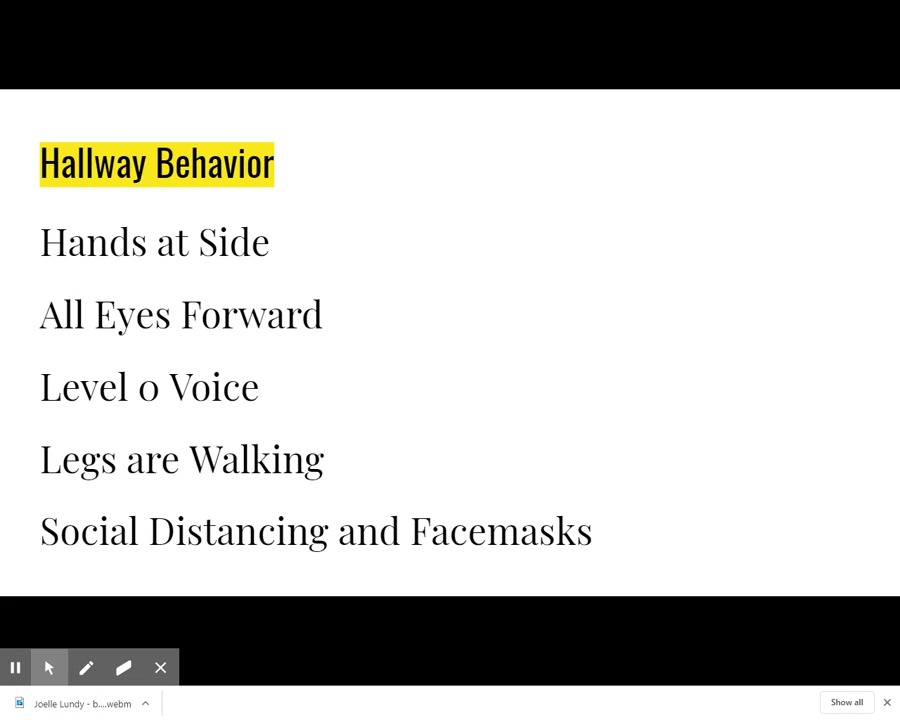 Hallway Behavior
Hands at Side
All Eyes Forward
Level 0 Voice
Legs are Walking
Social Distancing and Facemasks
Joelle Lundy - b....webm
Show all